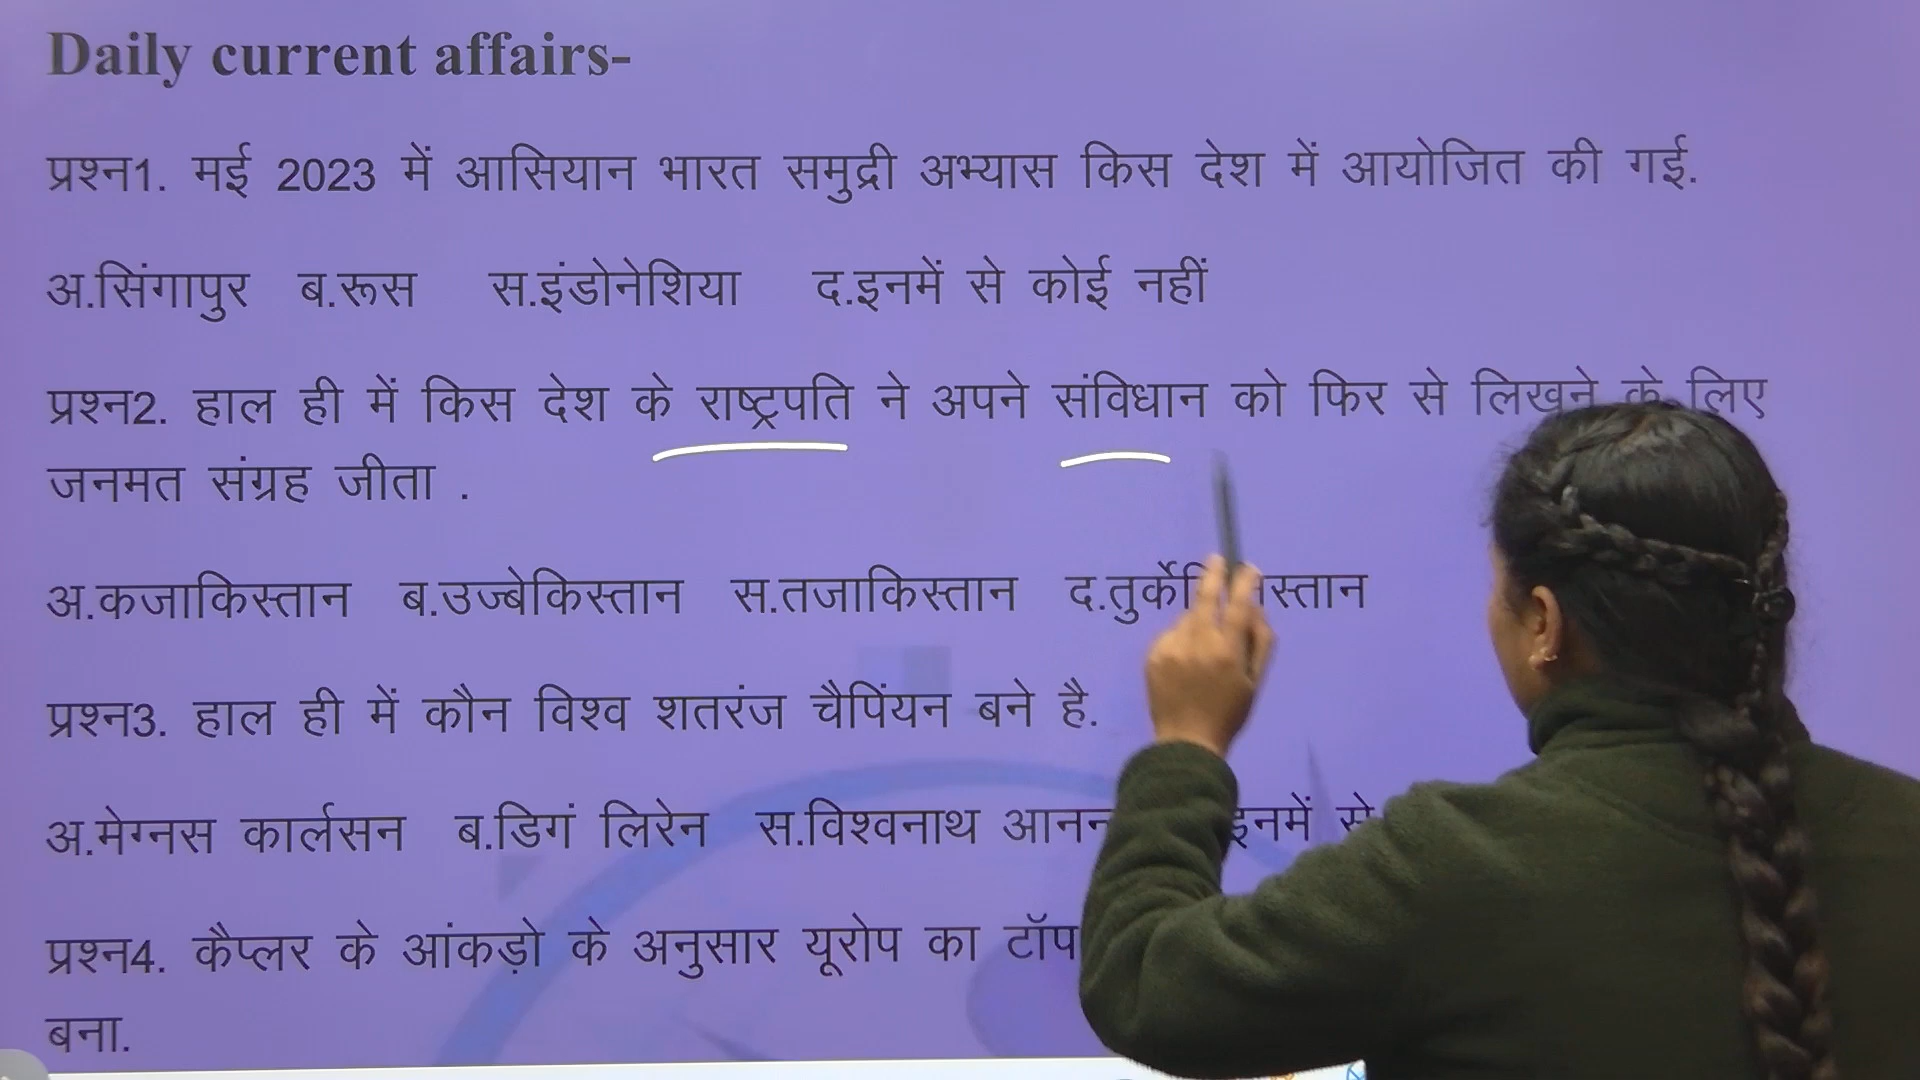 Daily current affairs-
प्रश्न1. मई 2023 में आसियान भारत समुद्री अभ्यास किस देश में आयोजित की गई.
अ.सिंगापुर ब.रूस स.इंडोनेशिया द.इनमें से कोई नहीं
प्रश्न2. हाल ही में किस देश के राष्ट्रपति ने अपने संविधान को फिर से लिखने के लिए
जनमत संग्रह जीता .
अ.कजाकिस्तान ब.उज्बेकिस्तान स.तजाकिस्तान
प्रश्न3. हाल ही में कौन विश्व शतरंज चैपिंयन बने है.
अ.मेग्नस कार्लसन ब.डिगं लिरेन स.विश्वनाथ इनमें से
प्रश्न4. कैप्लर के आंकड़ो के अनुसार यूरोप का टॉप
बना.